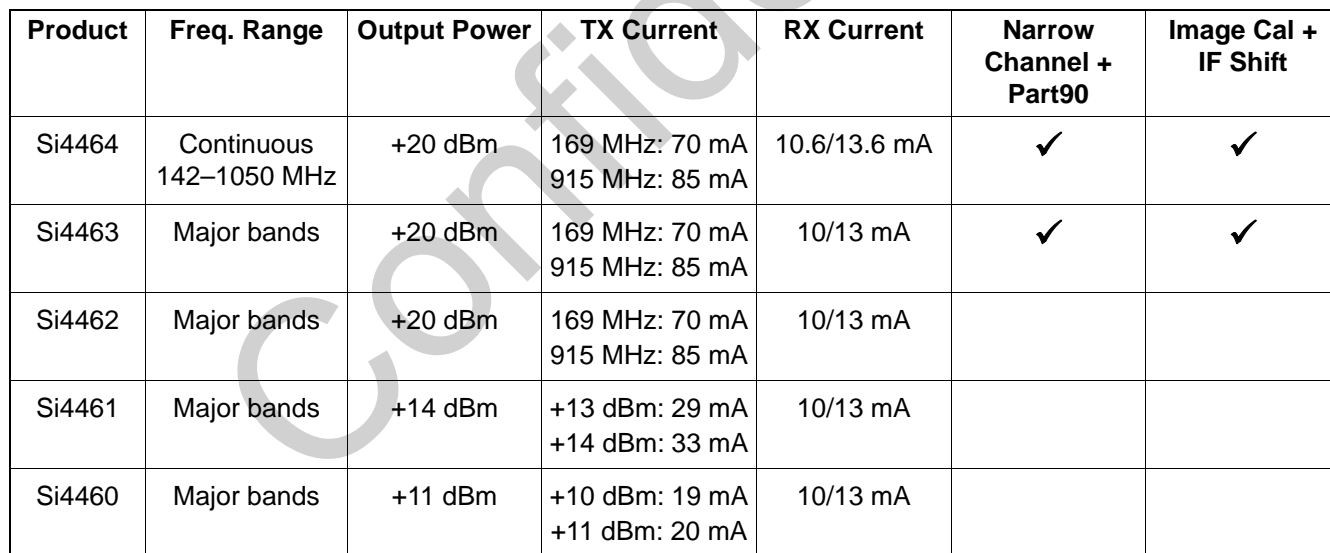 Product Freq. Range Output Power TX Current RX Current Narrow Channel + Part90 Image Cal + IF Shift
Si4464 Continuous 142–1050 MHz +20 dBm 169 MHz: 70 mA 915 MHz: 85 mA 10.6/13.6 mA ✓ ✓
Si4463 Major bands +20 dBm 169 MHz: 70 mA 915 MHz: 85 mA 10/13 mA ✓ ✓
Si4462 Major bands +20 dBm 169 MHz: 70 mA 915 MHz: 85 mA 10/13 mA
Si4461 Major bands +14 dBm +13 dBm: 29 mA +14 dBm: 33 mA 10/13 mA
Si4460 Major bands +11 dBm +10 dBm: 19 mA +11 dBm: 20 mA 10/13 mA